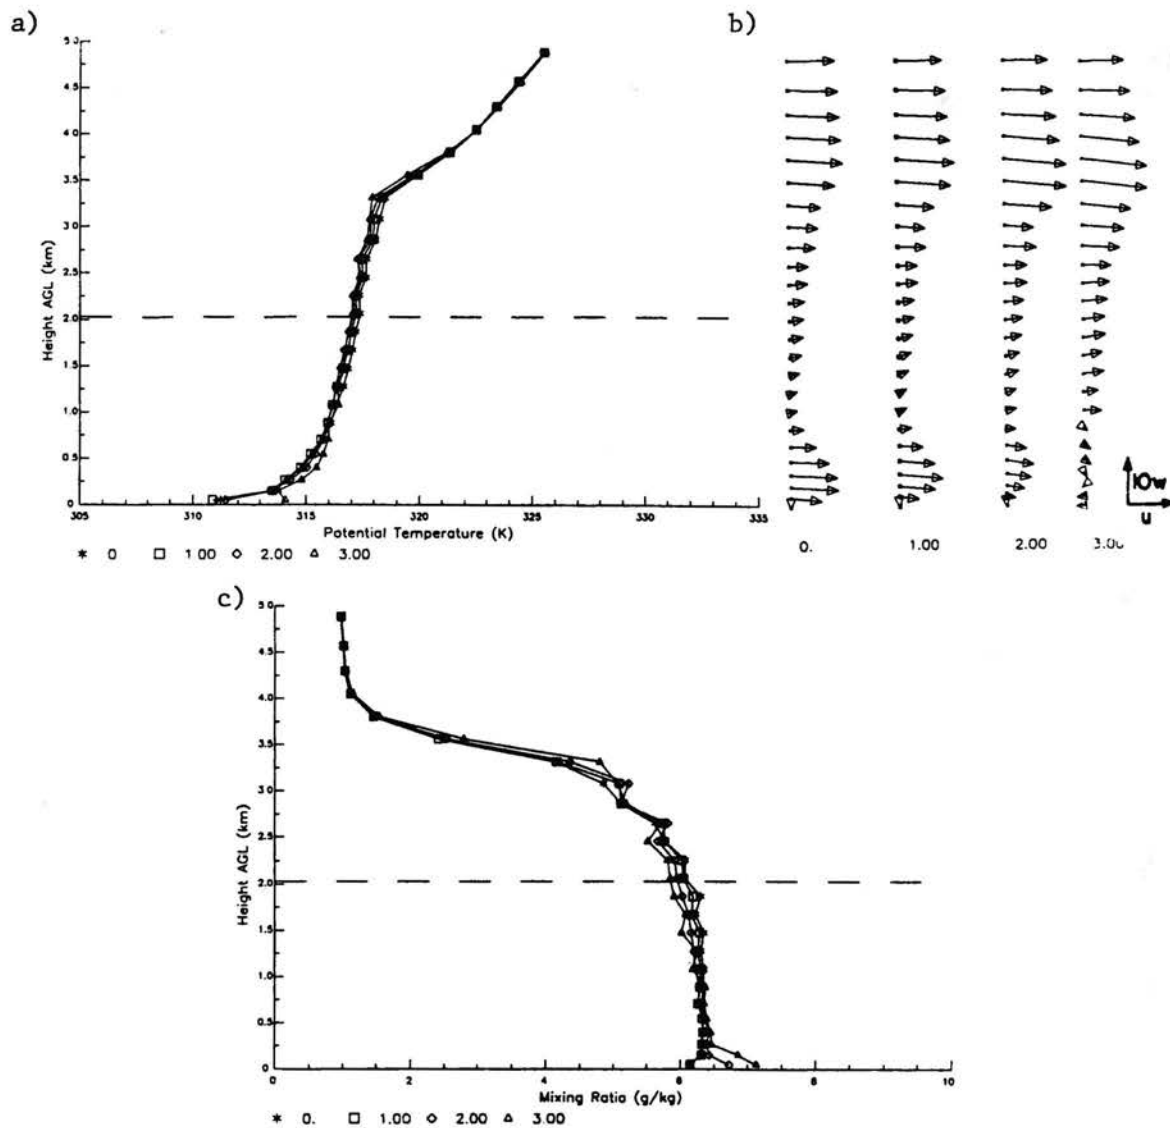 a)
5.0
4.5
4.0
3.5
3.0
2.5
2.0
1.5
1.0
0.5
0
Height AGL (km)
305 310 315 320 325 330 335
Potential Temperature (K)
* 0 □ 1.00 ◇ 2.00 △ 3.00
b)
10w
u
0. 1.00 2.00 3.00
c)
5.0
4.5
4.0
3.5
3.0
2.5
2.0
1.5
1.0
0.5
0
Height AGL (km)
0 2 4 6 8 10
Mixing Ratio (g/kg)
* 0. □ 1.00 ◇ 2.00 △ 3.00